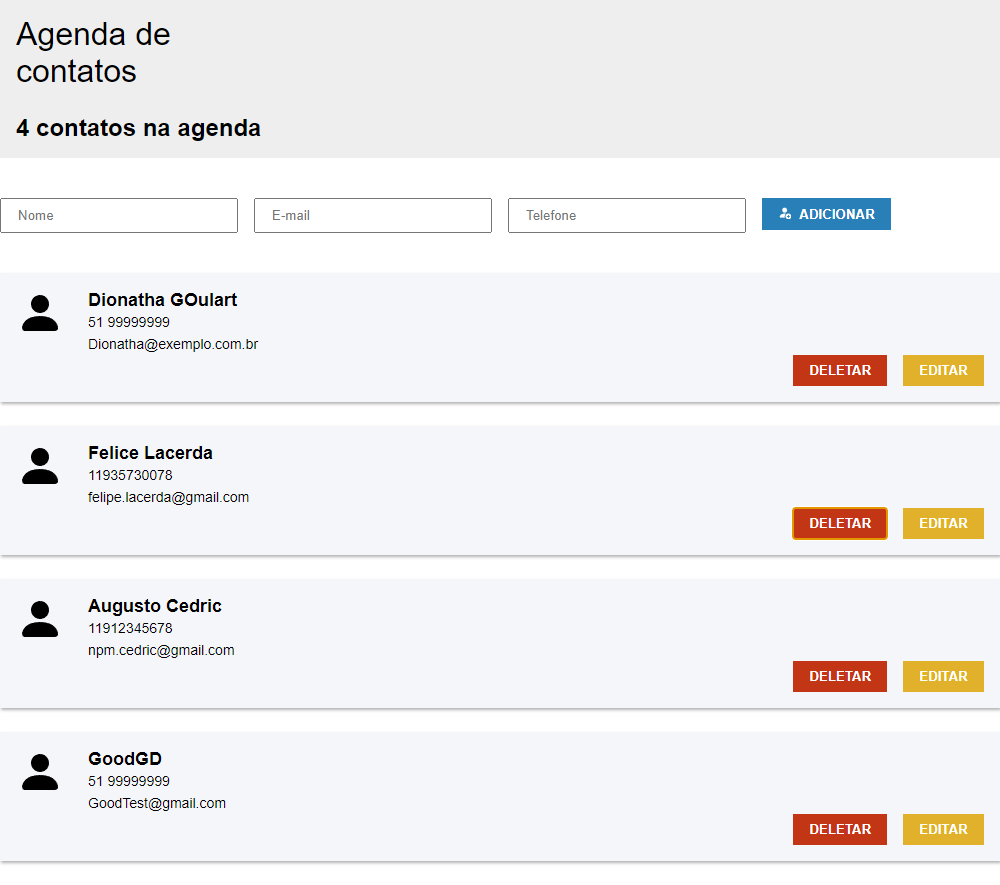 Agenda de
contatos
4 contatos na agenda
Nome E-mail Telefone ADICIONAR
Dionatha GOulart
51 99999999
Dionatha@exemplo.com.br
DELETAR EDITAR
Felice Lacerda
11935730078
felipe.lacerda@gmail.com
DELETAR EDITAR
Augusto Cedric
11912345678
npm.cedric@gmail.com
DELETAR EDITAR
GoodGD
51 99999999
GoodTest@gmail.com
DELETAR EDITAR